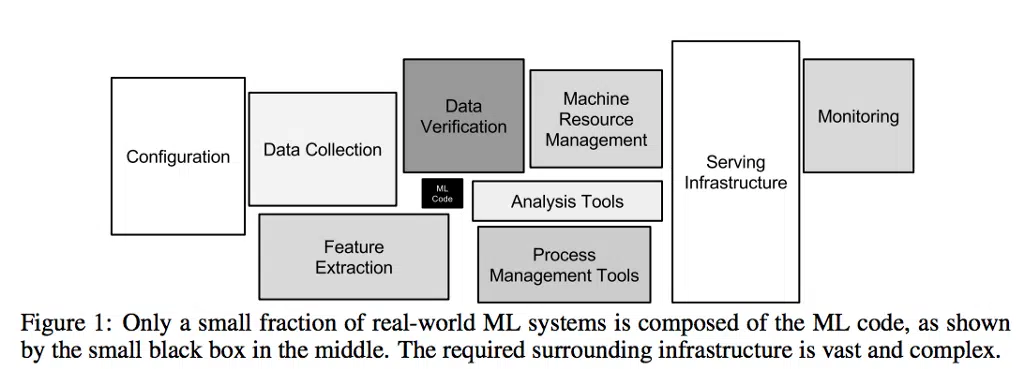 Configuration
Data Collection
Data
Verification
Machine
Resource
Management
Serving
Infrastructure
Monitoring
ML
Code
Analysis Tools
Feature
Extraction
Process
Management Tools
Figure 1: Only a small fraction of real-world ML systems is composed of the ML code, as shown
by the small black box in the middle. The required surrounding infrastructure is vast and complex.